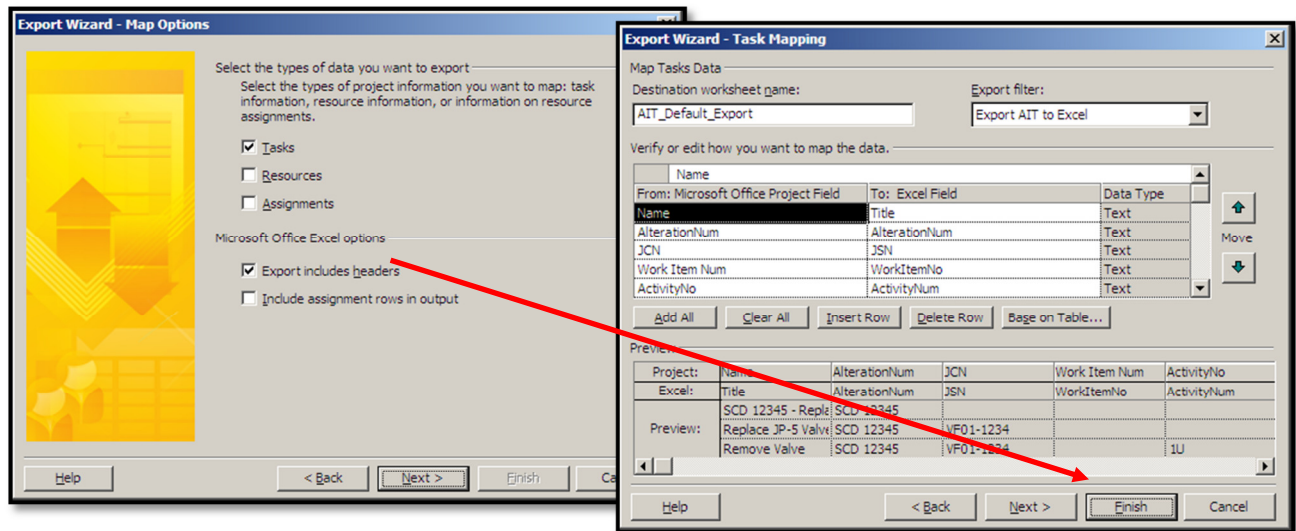 Export Wizard - Map Options
Select the types of data you want to export
Select the types of project information you want to map: task
information, resource information, or information on resource
assignments.
Tasks
Resources
Assignments
Microsoft Office Excel options
Export includes headers
Include assignment rows in output
Help
< Back
Next >
Finish
Ca
Export Wizard - Task Mapping
Map Tasks Data
Destination worksheet name:
Export filter:
AIT_Default_Export
Export AIT to Excel
Verify or edit how you want to map the data.
Name
From: Microsoft Office Project Field To: Excel Field Data Type
Name Title Text
AlterationNum AlterationNum Text
JCN JSN Text
Work Item Num WorkItemNo Text
ActivityNo ActivityNum Text
Move
Add All Clear All Insert Row Delete Row Base on Table...
Preview
Project: Name AlterationNum JCN Work Item Num ActivityNo
Excel: Title AlterationNum JSN WorkItemNo ActivityNum
SCD 12345 - Repla SCD 12345
Preview: Replace JP-5 Valve SCD 12345 VF01-1234
Remove Valve SCD 12345 VF01-1234 1U
Help
< Back
Next >
Finish
Cancel